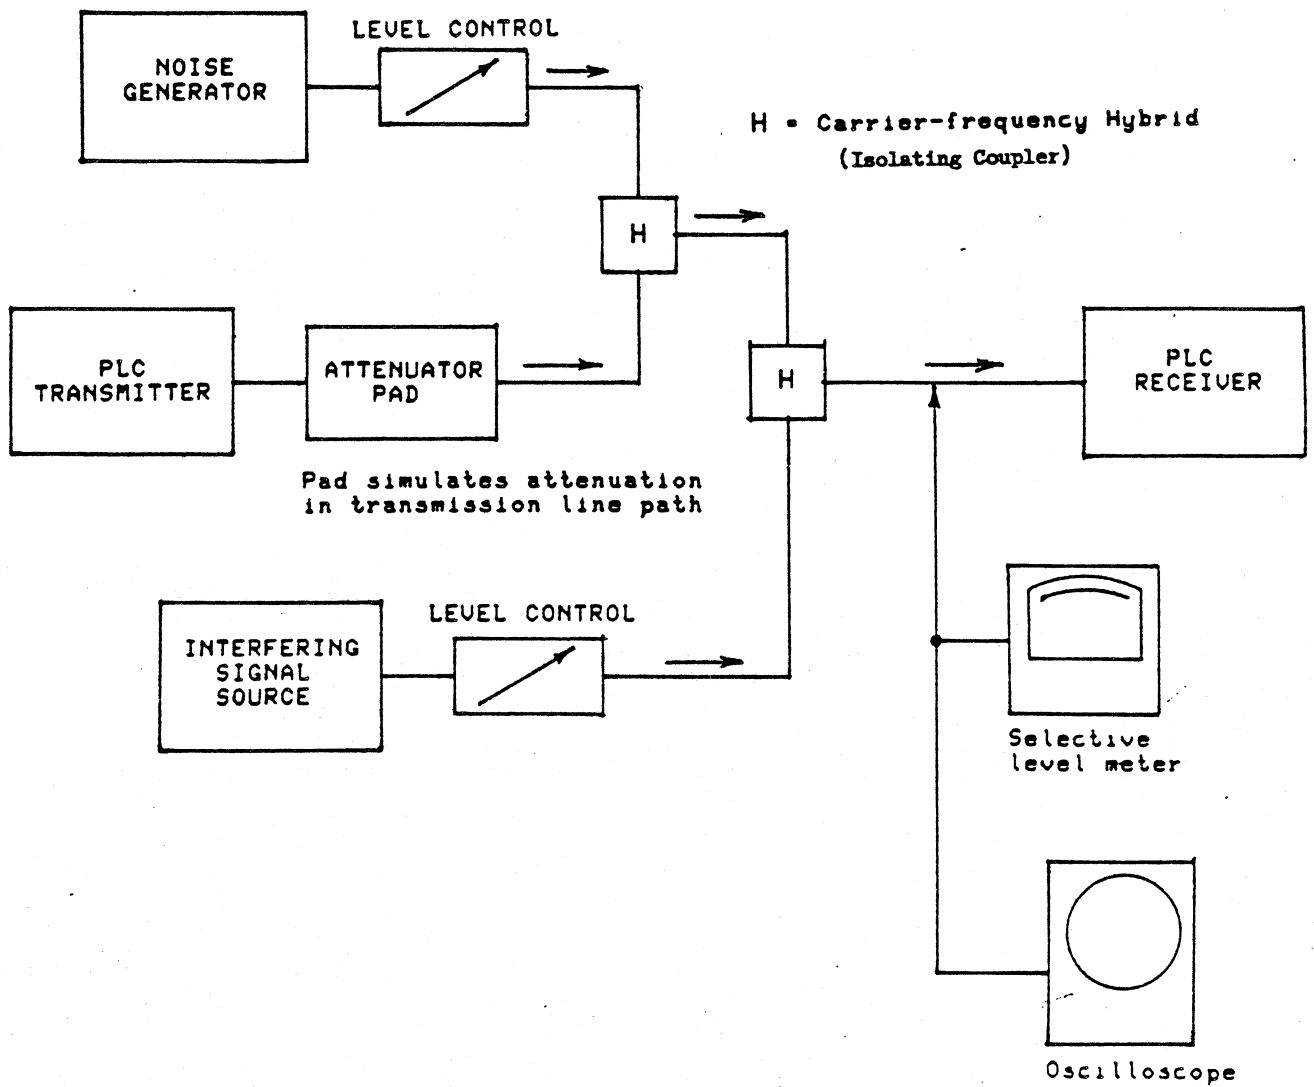 LEVEL CONTROL
NOISE
GENERATOR
H = Carrier-frequency Hybrid
(Isolating Coupler)
H
PLC
TRANSMITTER
ATTENUATOR
PAD
H
PLC
RECEIVER
Pad simulates attenuation
in transmission line path
LEVEL CONTROL
INTERFERING
SIGNAL
SOURCE
Selective
level meter
Oscilloscope